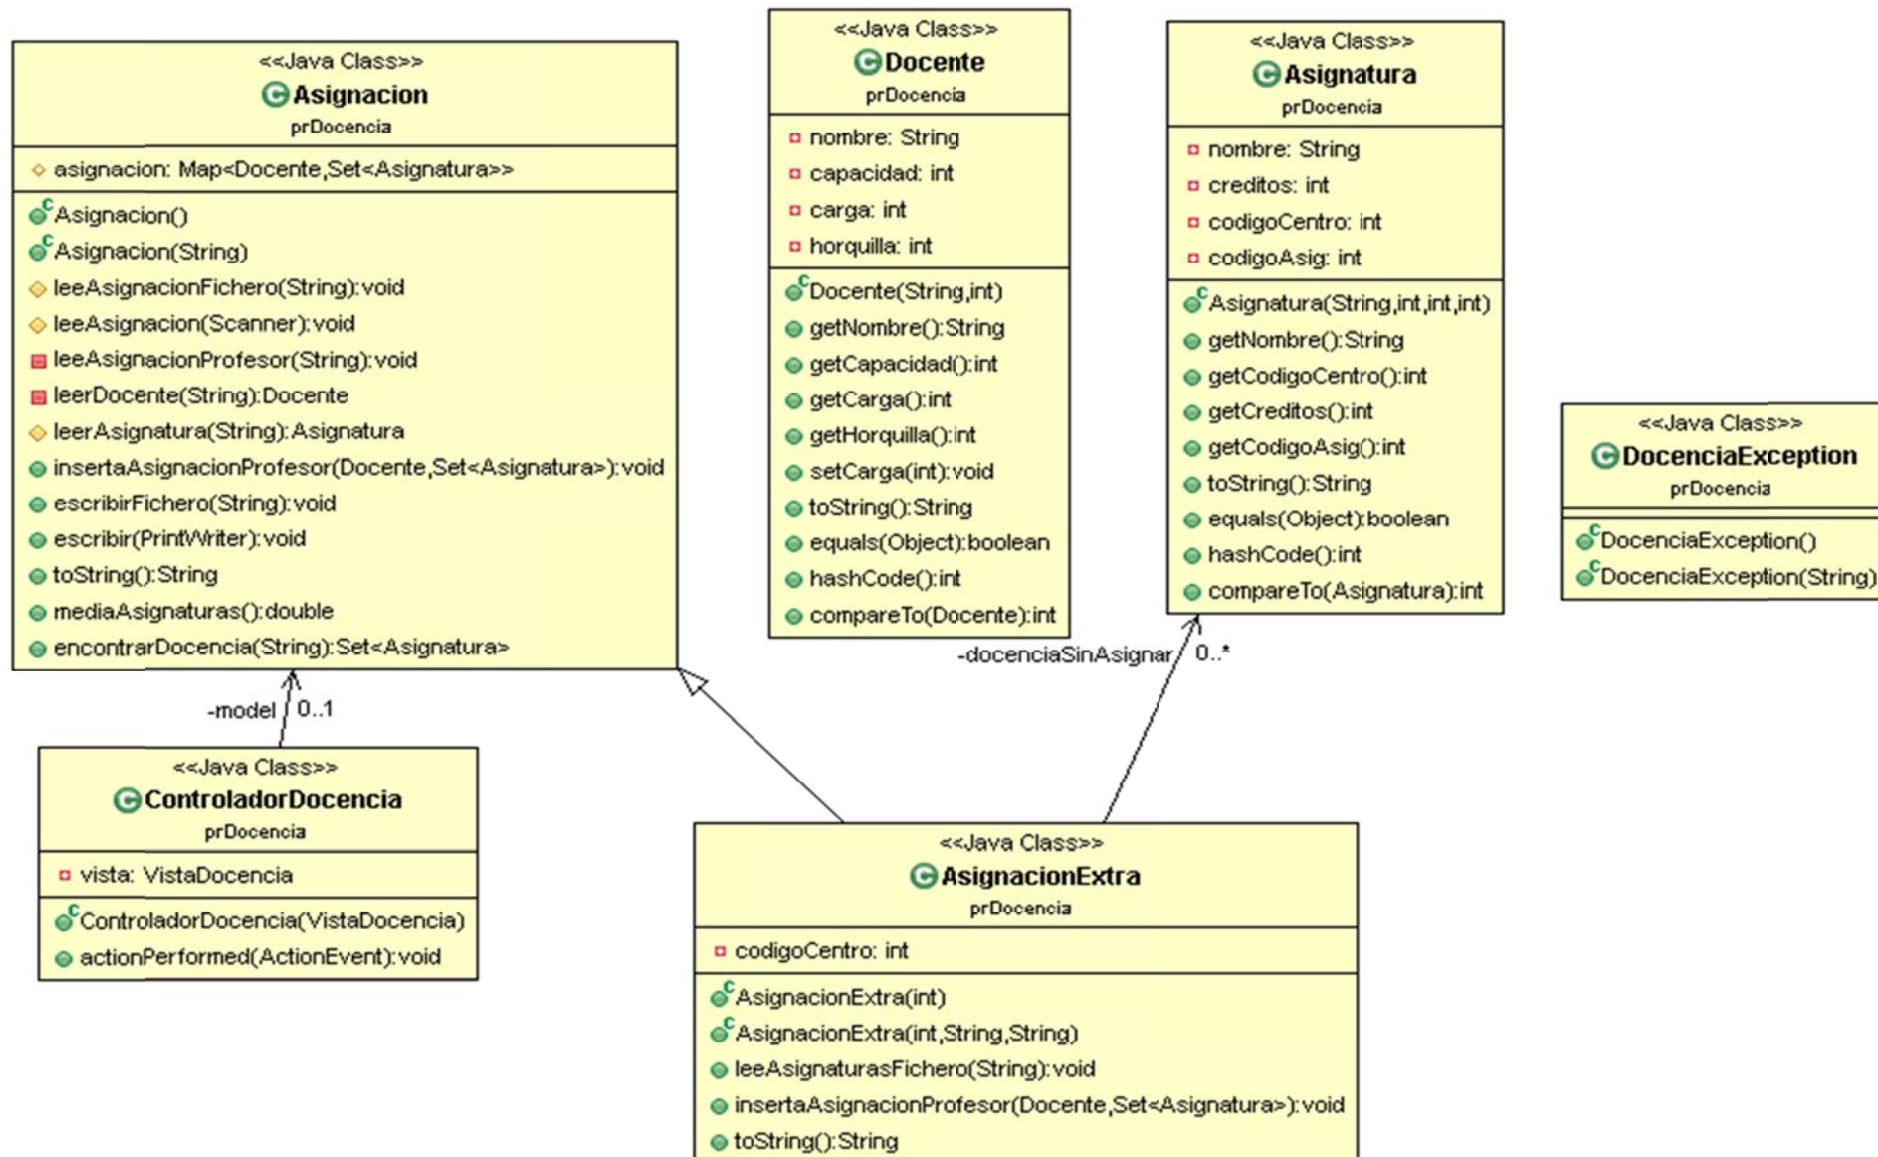 <<Java Class>>
Asignacion
prDocencia
asignacion: Map<Docente,Set<Asignatura>>
Asignacion()
Asignacion(String)
leeAsignacionFichero(String):void
leeAsignacion(Scanner):void
leeAsignacionProfesor(String):void
leerDocente(String):Docente
leerAsignatura(String):Asignatura
insertaAsignacionProfesor(Docente,Set<Asignatura>):void
escribirFichero(String):void
escribir(PrintWriter):void
toString():String
mediaAsignaturas():double
encontrarDocencia(String):Set<Asignatura>
<<Java Class>>
Docente
prDocencia
nombre: String
capacidad: int
carga: int
horquilla: int
Docente(String,int)
getNombre():String
getCapacidad():int
getCarga():int
getHorquilla():int
setCarga(int):void
toString():String
equals(Object):boolean
hashCode():int
compareTo(Docente):int
<<Java Class>>
Asignatura
prDocencia
nombre: String
creditos: int
codigoCentro: int
codigoAsig: int
Asignatura(String,int,int,int)
getNombre():String
getCodigoCentro():int
getCreditos():int
getCodigoAsig():int
toString():String
equals(Object):boolean
hashCode():int
compareTo(Asignatura):int
<<Java Class>>
DocenciaException
prDocencia
DocenciaException()
DocenciaException(String)
-docenciaSinAsignar 0..*
-model 0..1
<<Java Class>>
ControladorDocencia
prDocencia
vista: VistaDocencia
ControladorDocencia(VistaDocencia)
actionPerformed(ActionEvent):void
<<Java Class>>
AsignacionExtra
prDocencia
codigoCentro: int
AsignacionExtra(int)
AsignacionExtra(int,String,String)
leeAsignaturasFichero(String):void
insertaAsignacionProfesor(Docente,Set<Asignatura>):void
toString():String